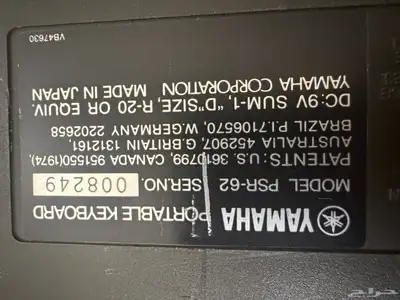 YAMAHA PORTABLE KEYBOARD
MODEL PSR-62 SER.NO. 008249
PATENTS: U.S. 3610799, CANADA 951550(1974),
AUSTRALIA 452907, G.BRITAIN 1312161,
BRAZIL P.I.7106570, W.GERMANY 2202658
DC:9V SUM-1, "D"SIZE, R-20 OR EQUIV.
YAMAHA CORPORATION MADE IN JAPAN
VB47630
حراج